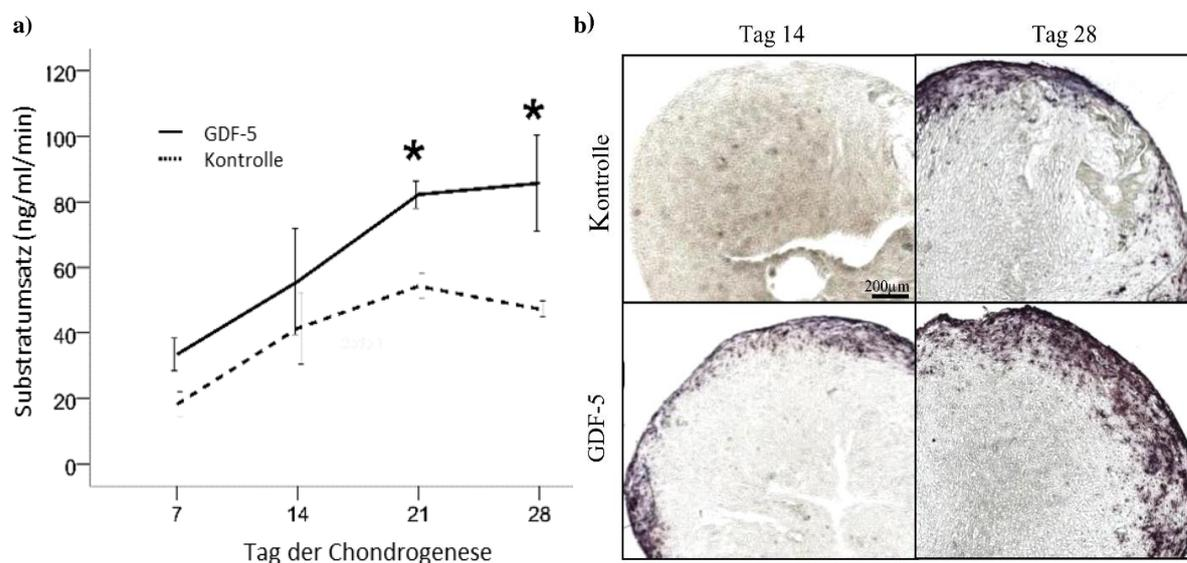 a)
120
100
80
60
40
20
0
Substratumsatz (ng/ml/min)
GDF-5
Kontrolle
*
*
7 14 21 28
Tag der Chondrogenese
b)
Tag 14 Tag 28
Kontrolle
200µm
GDF-5